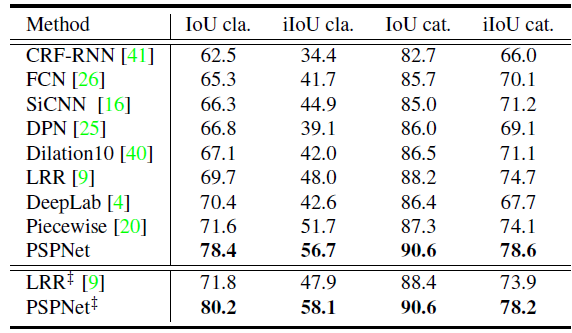 Method IoU cla. iIoU cla. IoU cat. iIoU cat.
CRF-RNN [41] 62.5 34.4 82.7 66.0
FCN [26] 65.3 41.7 85.7 70.1
SiCNN [16] 66.3 44.9 85.0 71.2
DPN [25] 66.8 39.1 86.0 69.1
Dilation10 [40] 67.1 42.0 86.5 71.1
LRR [9] 69.7 48.0 88.2 74.7
DeepLab [4] 70.4 42.6 86.4 67.7
Piecewise [20] 71.6 51.7 87.3 74.1
PSPNet 78.4 56.7 90.6 78.6
LRR‡ [9] 71.8 47.9 88.4 73.9
PSPNet‡ 80.2 58.1 90.6 78.2